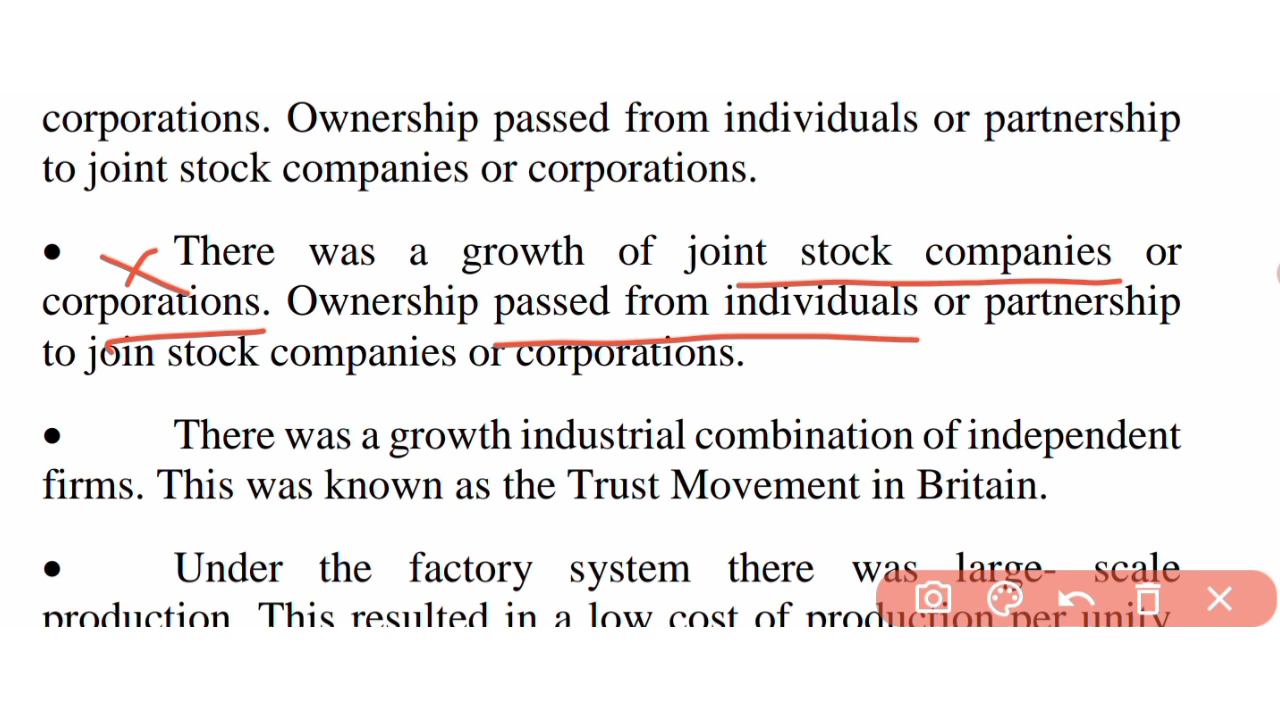 corporations. Ownership passed from individuals or partnership
to joint stock companies or corporations.
• There was a growth of joint stock companies or
corporations. Ownership passed from individuals or partnership
to join stock companies or corporations.
• There was a growth industrial combination of independent
firms. This was known as the Trust Movement in Britain.
• Under the factory system there was large- scale
production. This resulted in a low cost of production per unity.